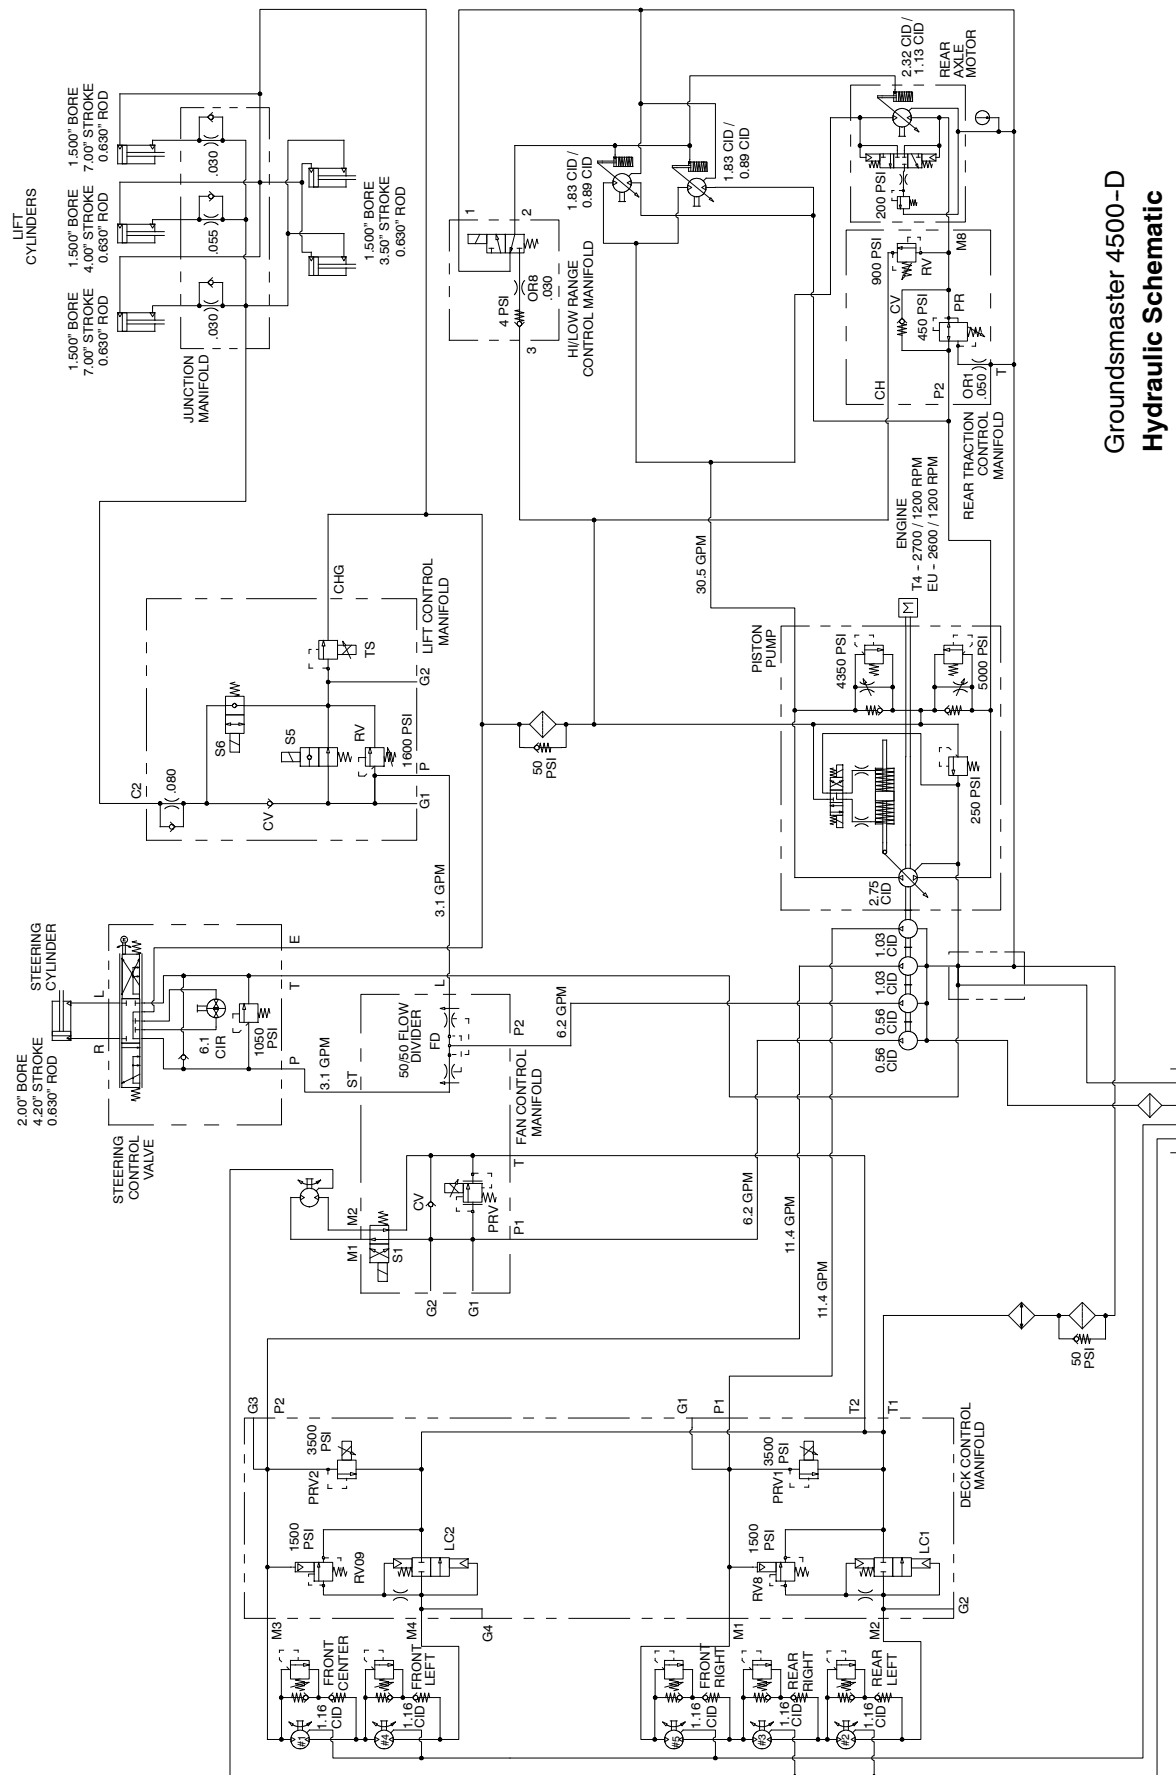 LIFT
CYLINDERS
1.500” BORE
7.00” STROKE
0.630” ROD
1.500” BORE
4.00” STROKE
0.630” ROD
1.500” BORE
7.00” STROKE
0.630” ROD
.030
.055
.030
JUNCTION
MANIFOLD
1.500” BORE
3.50” STROKE
0.630” ROD
1
2
3
4 PSI
OR8
.030
HI/LOW RANGE
CONTROL MANIFOLD
1.83 CID /
0.89 CID
1.83 CID /
0.89 CID
2.32 CID /
1.13 CID
REAR
AXLE
MOTOR
200 PSI
900 PSI
RV
M8
CV
450 PSI
PR
CH
P2
OR1
.050
T
REAR TRACTION
CONTROL
MANIFOLD
Groundsmaster 4500-D
Hydraulic Schematic
C2
.080
CV
S6
S5
RV
1600 PSI
TS
CHG
G2
P
G1
LIFT CONTROL
MANIFOLD
50
PSI
30.5 GPM
ENGINE
T4 - 2700 / 1200 RPM
EU - 2600 / 1200 RPM
M
PISTON
PUMP
4350 PSI
5000 PSI
250 PSI
2.75
CID
1.03
CID
1.03
CID
0.56
CID
0.56
CID
STEERING
CYLINDER
2.00” BORE
4.20” STROKE
0.630” ROD
L
R
6.1
CIR
1050
PSI
E
T
P
STEERING
CONTROL
VALVE
3.1 GPM
3.1 GPM
ST
L
50/50 FLOW
DIVIDER
FD
P2
6.2 GPM
FAN CONTROL
MANIFOLD
M1
M2
S1
CV
PRV
T
P1
G2
G1
6.2 GPM
11.4 GPM
11.4 GPM
50
PSI
G3
P2
3500
PSI
PRV2
1500
PSI
RV09
LC2
M3
M4
G4
G1
P1
3500
PSI
PRV1
T2
T1
DECK CONTROL
MANIFOLD
1500
PSI
RV8
LC1
M1
M2
G2
#1
1.16
CID
FRONT
CENTER
#4
1.16
CID
FRONT
LEFT
#5
1.16
CID
FRONT
RIGHT
#3
1.16
CID
REAR
RIGHT
#2
1.16
CID
REAR
LEFT